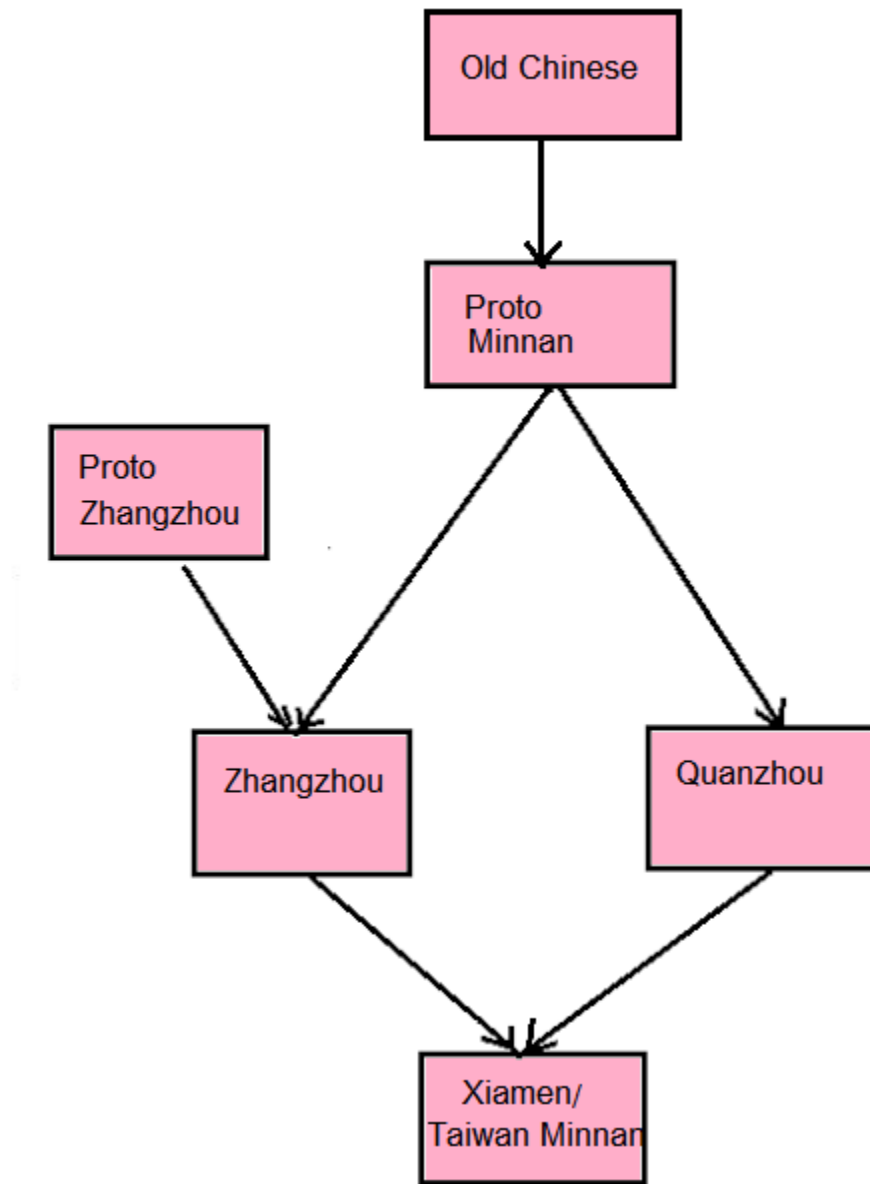 Old Chinese
Proto
Minnan
Proto
Zhangzhou
Zhangzhou
Quanzhou
Xiamen/
Taiwan Minnan